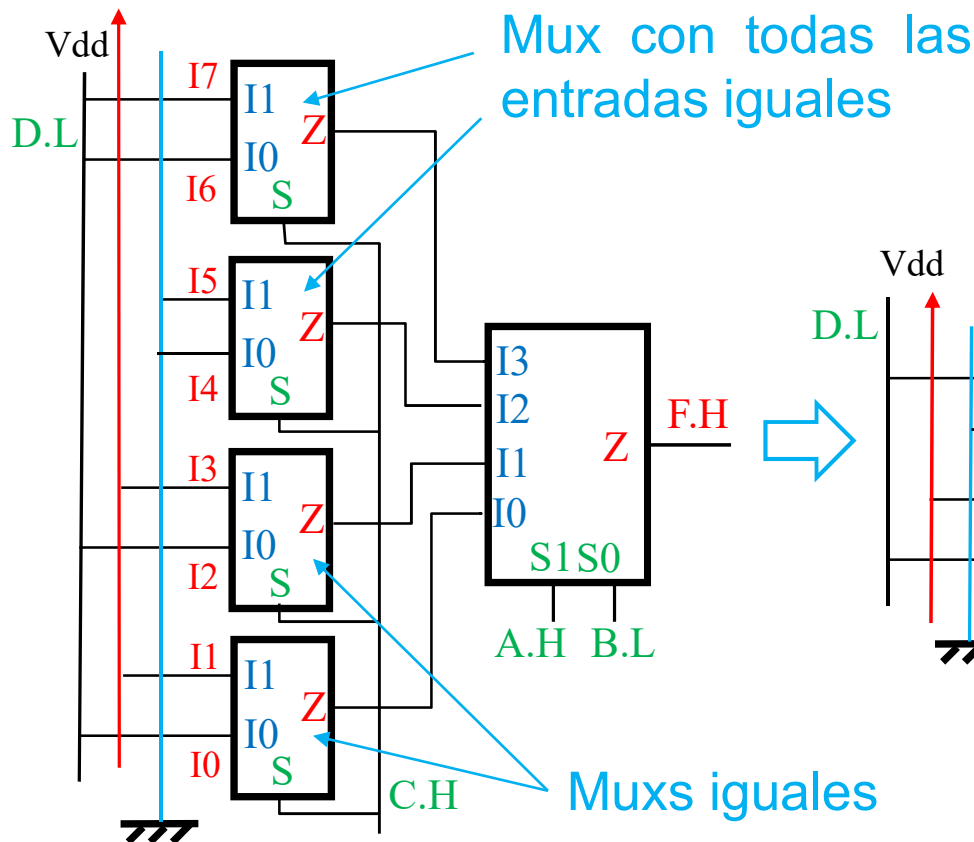 Mux con todas las
entradas iguales
Vdd
D.L
I7
I1
Z
I0
I6
S
I5
I1
Z
I0
I4
S
I3
I1
Z
I0
I2
S
I1
I1
Z
I0
I0
S
C.H
I3
I2
I1
I0
Z
S1 S0
A.H B.L
F.H
Vdd
D.L
Muxs iguales